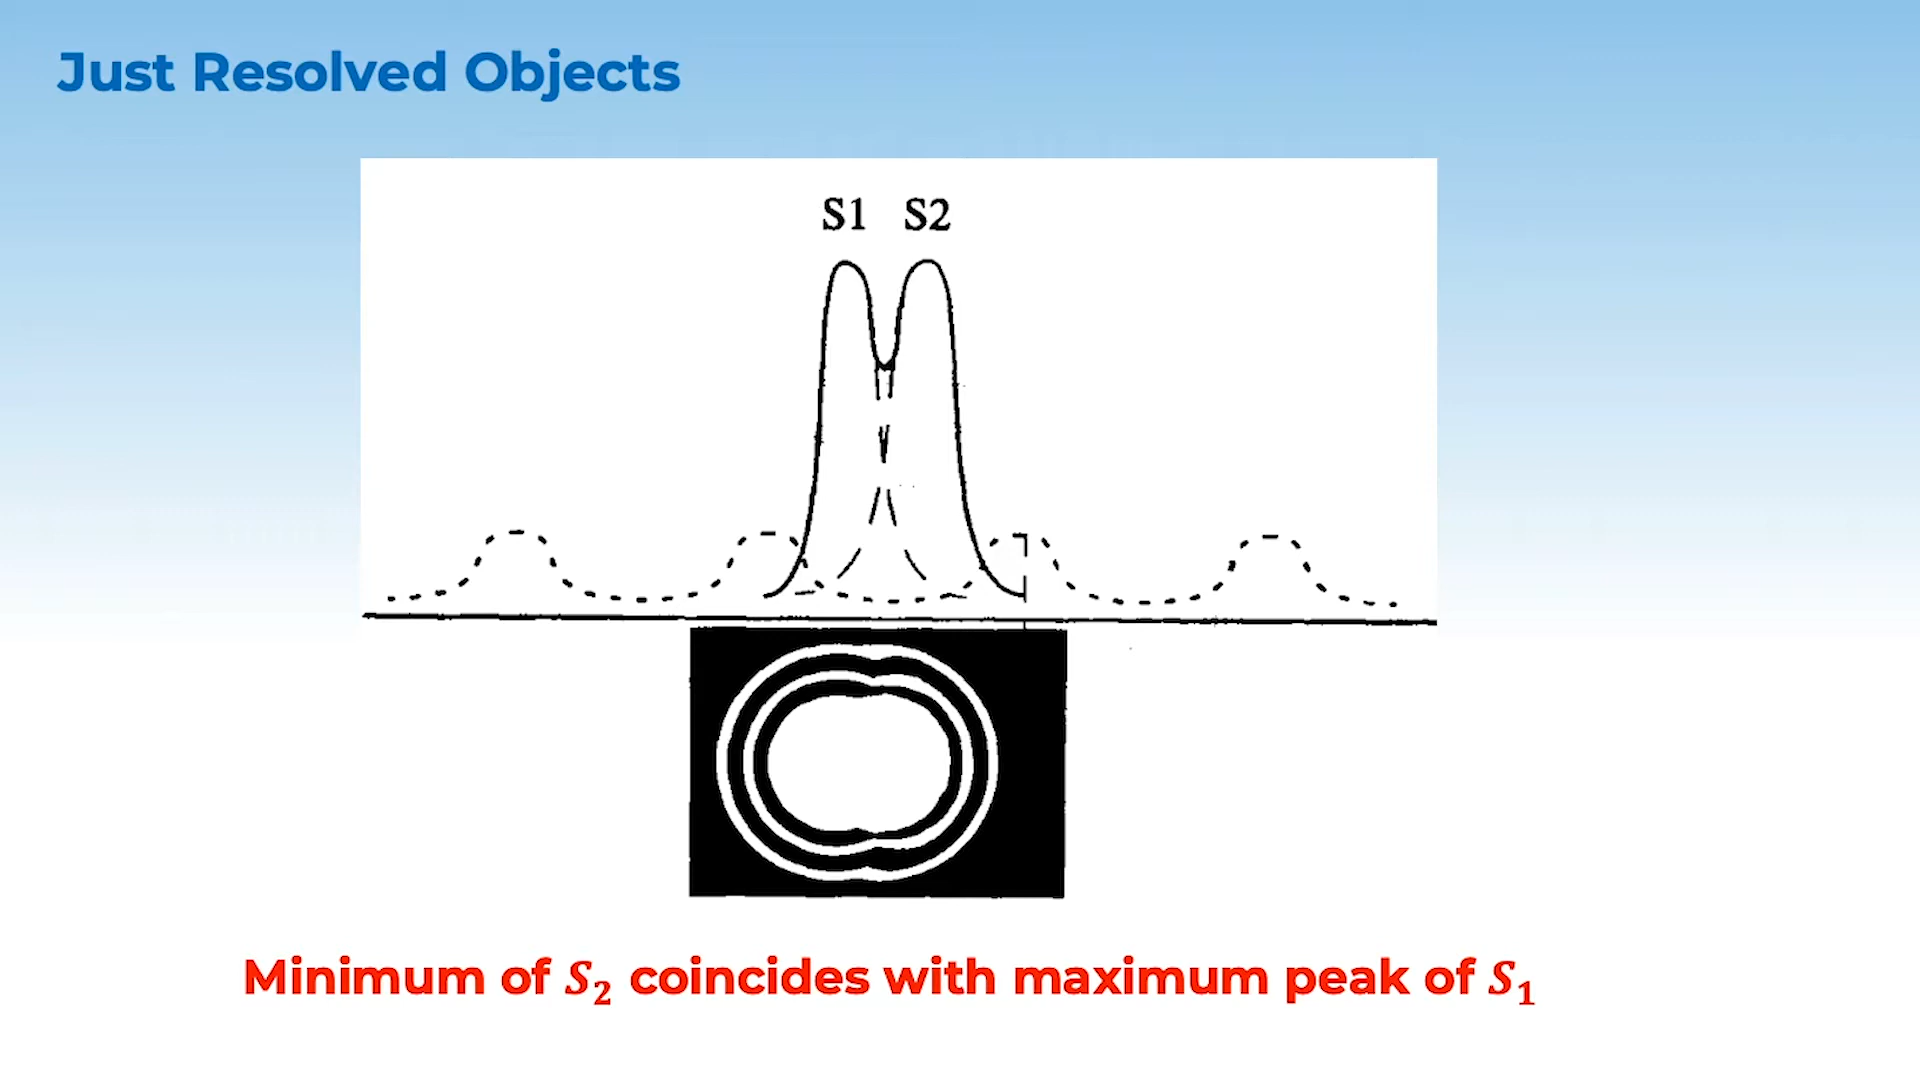 Just Resolved Objects
S1 S2
Minimum of S₂ coincides with maximum peak of S₁